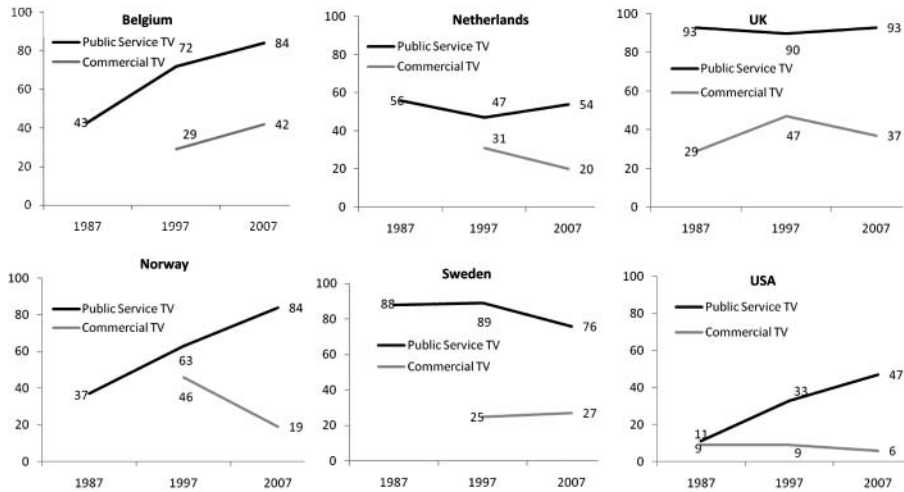 Belgium
100
80
60
40
20
0
Public Service TV
Commercial TV
43
72
84
29
42
1987 1997 2007
Netherlands
100
80
60
40
20
0
Public Service TV
Commercial TV
56
47
54
31
20
1987 1997 2007
UK
100
80
60
40
20
0
93
90
93
Public Service TV
Commercial TV
29
47
37
1987 1997 2007
Norway
100
80
60
40
20
0
Public Service TV
Commercial TV
37
63
84
46
19
1987 1997 2007
Sweden
100
80
60
40
20
0
88
89
76
Public Service TV
Commercial TV
25
27
1987 1997 2007
USA
100
80
60
40
20
0
Public Service TV
Commercial TV
11
33
47
9
9
6
1987 1997 2007